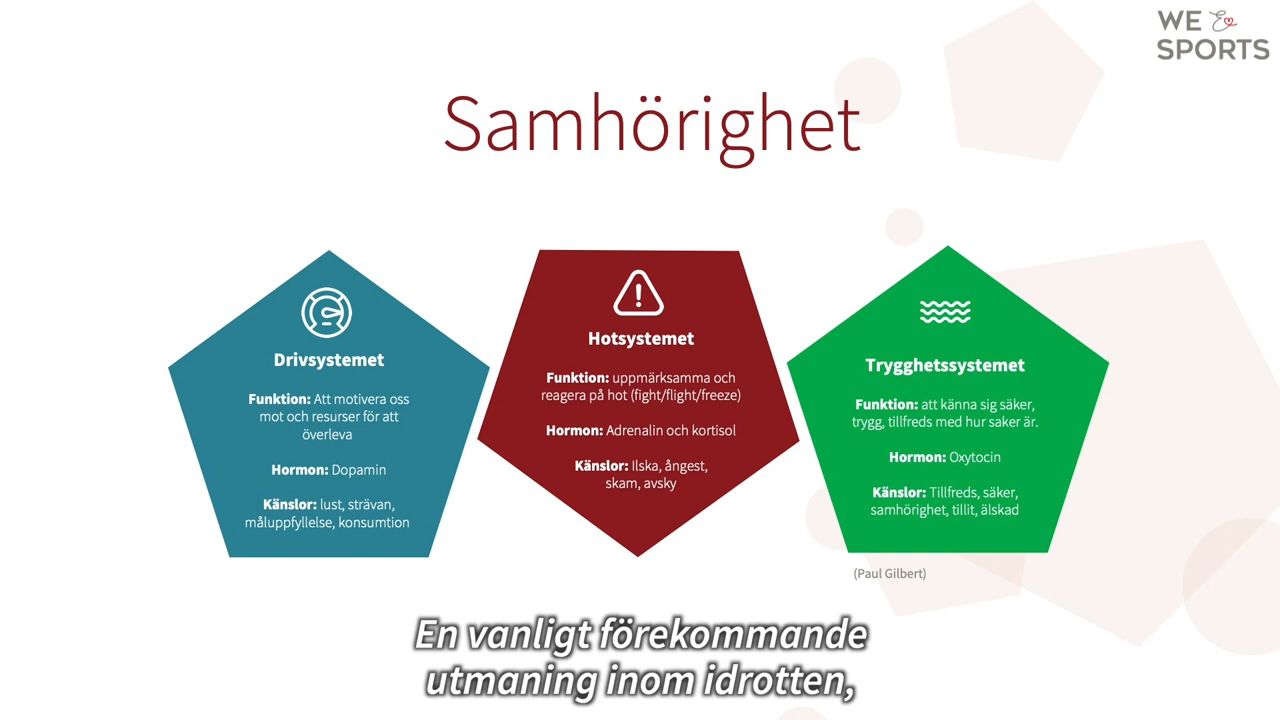 WE &
SPORTS
Samhörighet
Drivsystemet
Funktion: Att motivera oss
mot och resurser för att
överleva
Hormon: Dopamin
Känslor: lust, strävan,
måluppfyllelse, konsumtion
Hotsystemet
Funktion: uppmärksamma och
reagera på hot (fight/flight/freeze)
Hormon: Adrenalin och kortisol
Känslor: Ilska, ångest,
skam, avsky
Trygghetssystemet
Funktion: att känna sig säker,
trygg, tillfreds med hur saker är.
Hormon: Oxytocin
Känslor: Tillfreds, säker,
samhörighet, tillit, älskad
(Paul Gilbert)
En vanligt förekommande
utmaning inom idrotten,